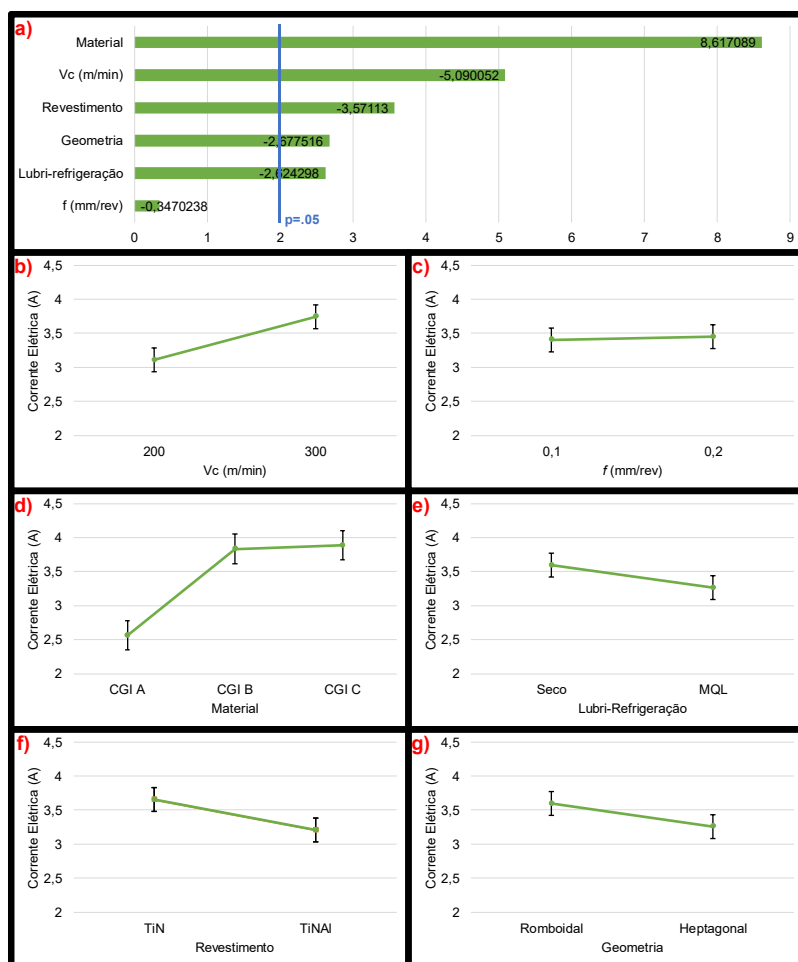 a)
Material
8,617089
Vc (m/min)
-5,090052
Revestimento
-3,57113
Geometria
-2,677516
Lubri-refrigeração
-2,624298
f (mm/rev)
-0,3470238
p=.05
0 1 2 3 4 5 6 7 8 9
b)
Corrente Elétrica (A)
4,5
4
3,5
3
2,5
2
200 300
Vc (m/min)
c)
Corrente Elétrica (A)
4,5
4
3,5
3
2,5
2
0,1 0,2
f (mm/rev)
d)
Corrente Elétrica (A)
4,5
4
3,5
3
2,5
2
CGI A CGI B CGI C
Material
e)
Corrente Elétrica (A)
4,5
4
3,5
3
2,5
2
Seco MQL
Lubri-Refrigeração
f)
Corrente Elétrica (A)
4,5
4
3,5
3
2,5
2
TiN TiNAl
Revestimento
g)
Corrente Elétrica (A)
4,5
4
3,5
3
2,5
2
Romboidal Heptagonal
Geometria